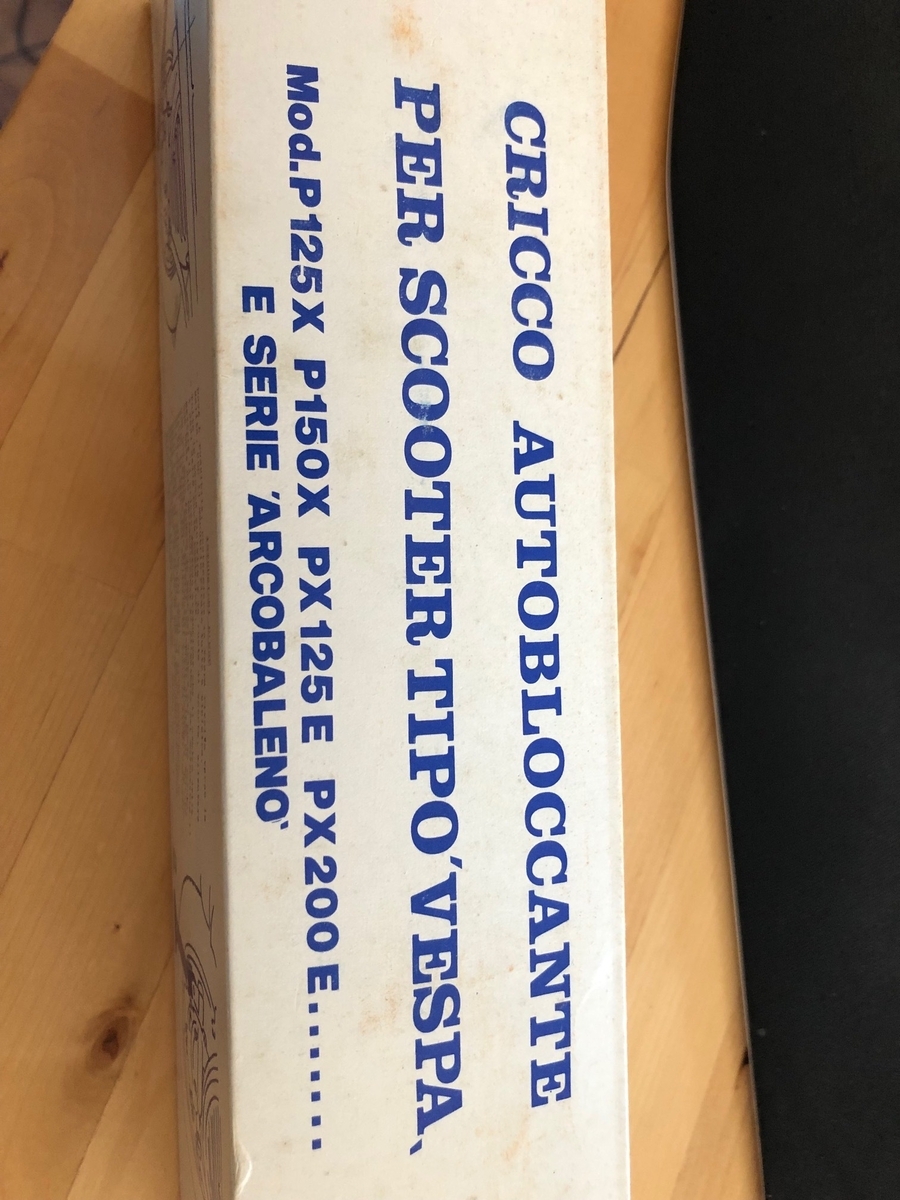 CRICCO AUTOBLOCCANTE
PER SCOOTER TIPO ´VESPA`
Mod. P125X P150X PX125E PX200E.......
E SERIE ´ARCOBALENO`